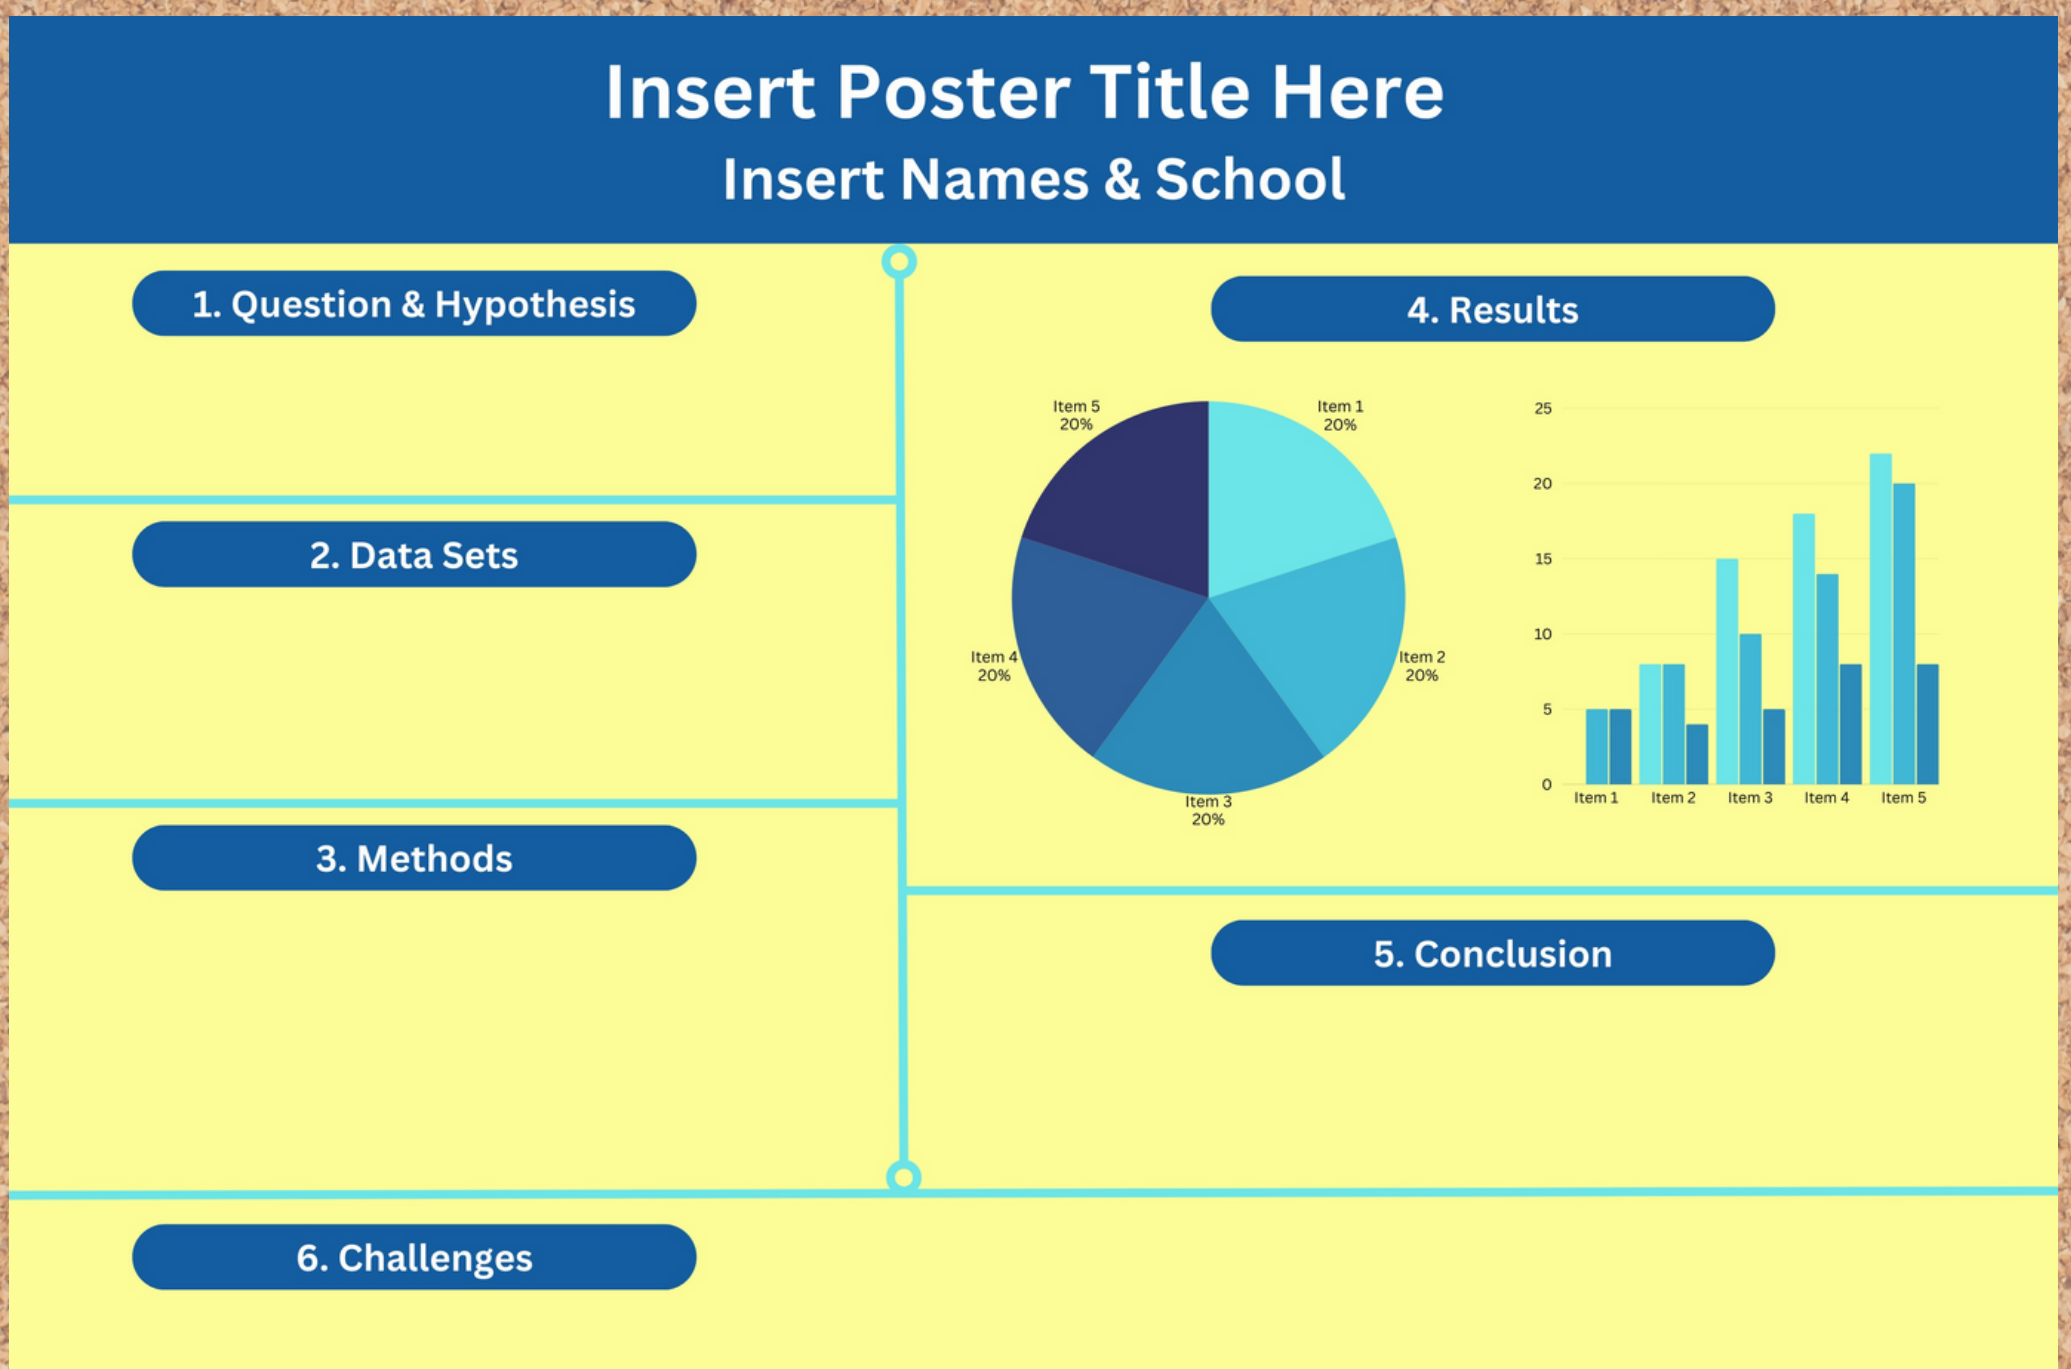 Insert Poster Title Here
Insert Names & School
1. Question & Hypothesis
2. Data Sets
3. Methods
4. Results
Item 5
20%
Item 1
20%
Item 4
20%
Item 2
20%
Item 3
20%
25
20
15
10
5
0
Item 1
Item 2
Item 3
Item 4
Item 5
5. Conclusion
6. Challenges